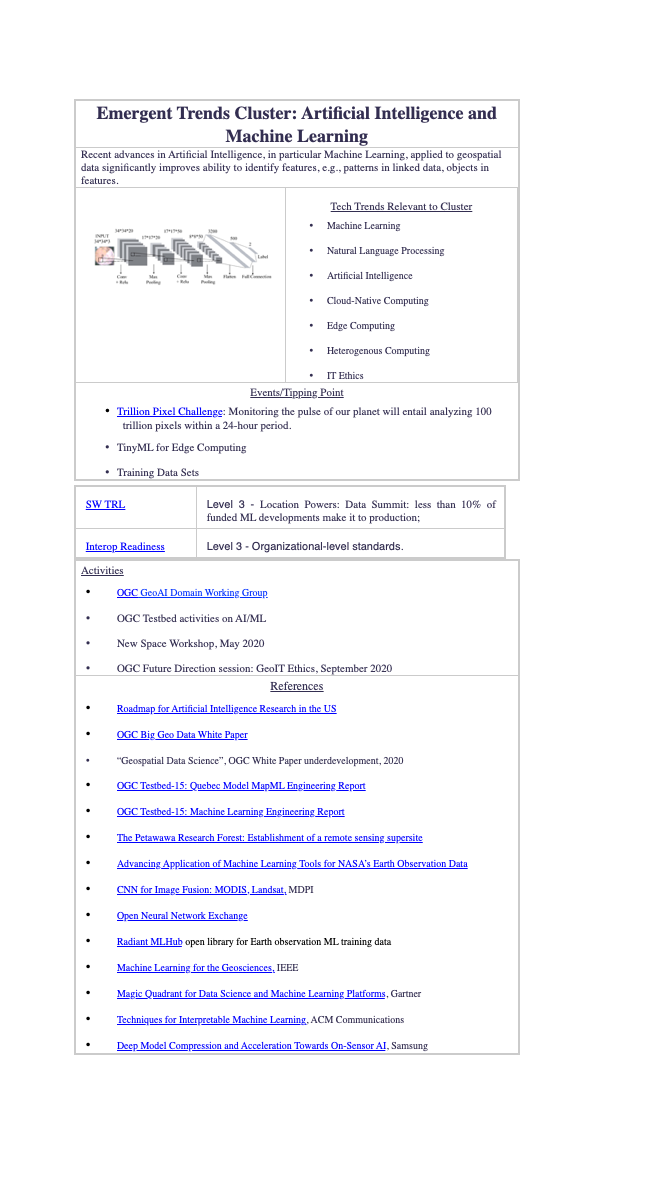 Emergent Trends Cluster: Artificial Intelligence and
Machine Learning
Recent advances in Artificial Intelligence, in particular Machine Learning, applied to geospatial
data significantly improves ability to identify features, e.g., patterns in linked data, objects in
features.
INPUT
34*34*3
34*34*20
17*17*20
17*17*50
8*8*50
3200
500
2
Label
Conv
+ Relu
Max
Pooling
Conv
+ Relu
Max
Pooling
Flatten
Full Connection
Tech Trends Relevant to Cluster
• Machine Learning
• Natural Language Processing
• Artificial Intelligence
• Cloud-Native Computing
• Edge Computing
• Heterogenous Computing
• IT Ethics
Events/Tipping Point
• Trillion Pixel Challenge: Monitoring the pulse of our planet will entail analyzing 100
trillion pixels within a 24-hour period.
• TinyML for Edge Computing
• Training Data Sets
SW TRL
Level 3 - Location Powers: Data Summit: less than 10% of
funded ML developments make it to production;
Interop Readiness
Level 3 - Organizational-level standards.
Activities
• OGC GeoAI Domain Working Group
• OGC Testbed activities on AI/ML
• New Space Workshop, May 2020
• OGC Future Direction session: GeoIT Ethics, September 2020
References
• Roadmap for Artificial Intelligence Research in the US
• OGC Big Geo Data White Paper
• “Geospatial Data Science”, OGC White Paper underdevelopment, 2020
• OGC Testbed-15: Quebec Model MapML Engineering Report
• OGC Testbed-15: Machine Learning Engineering Report
• The Petawawa Research Forest: Establishment of a remote sensing supersite
• Advancing Application of Machine Learning Tools for NASA’s Earth Observation Data
• CNN for Image Fusion: MODIS, Landsat, MDPI
• Open Neural Network Exchange
• Radiant MLHub open library for Earth observation ML training data
• Machine Learning for the Geosciences, IEEE
• Magic Quadrant for Data Science and Machine Learning Platforms, Gartner
• Techniques for Interpretable Machine Learning, ACM Communications
• Deep Model Compression and Acceleration Towards On-Sensor AI, Samsung